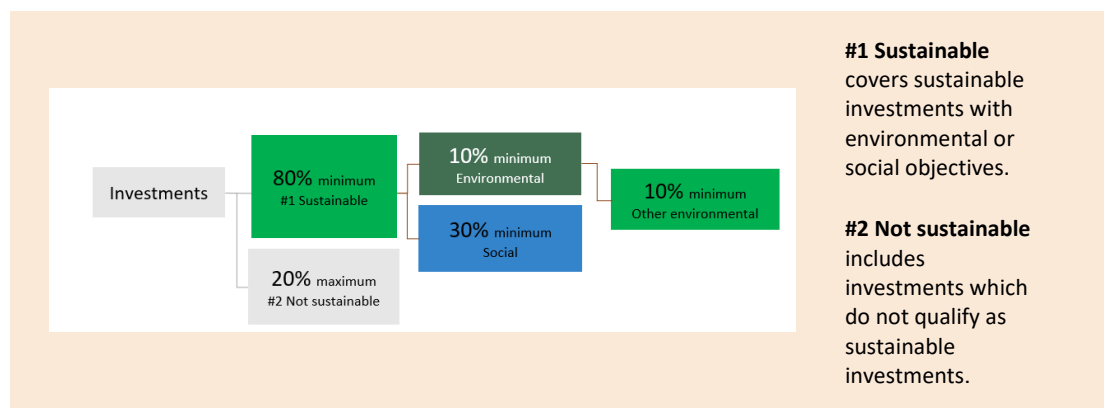 Investments
80% minimum
#1 Sustainable
20% maximum
#2 Not sustainable
10% minimum
Environmental
30% minimum
Social
10% minimum
Other environmental
#1 Sustainable
covers sustainable
investments with
environmental or
social objectives.
#2 Not sustainable
includes
investments which
do not qualify as
sustainable
investments.